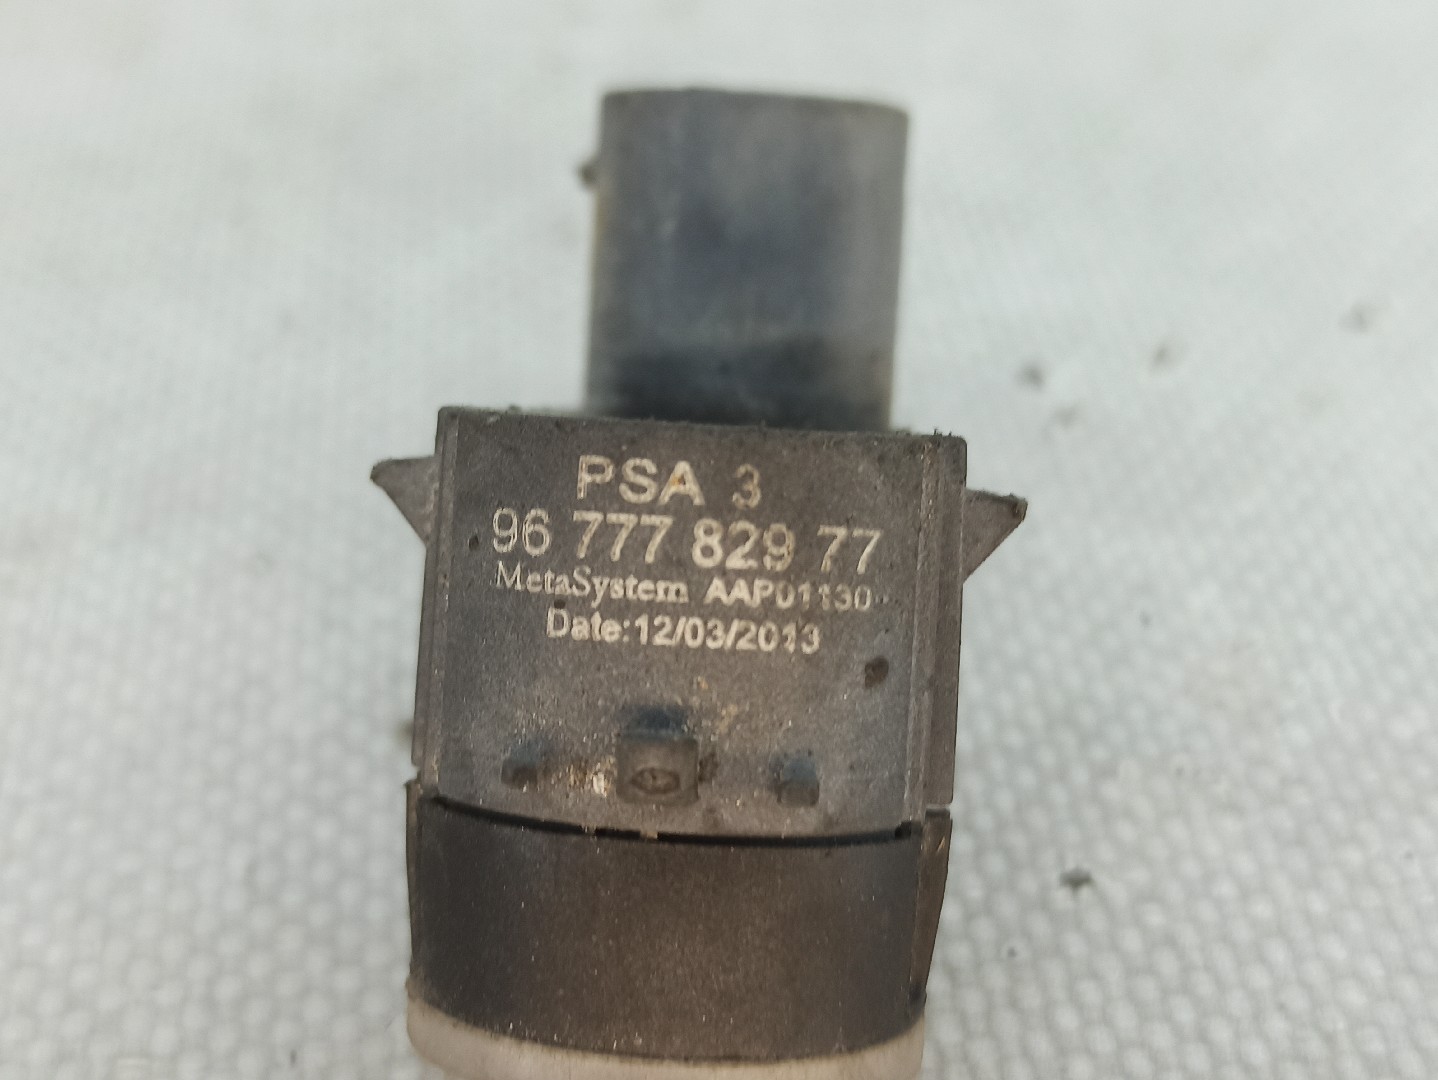 PSA 3
96 777 829 77
MetaSystem AAP01130
Date:12/03/2013